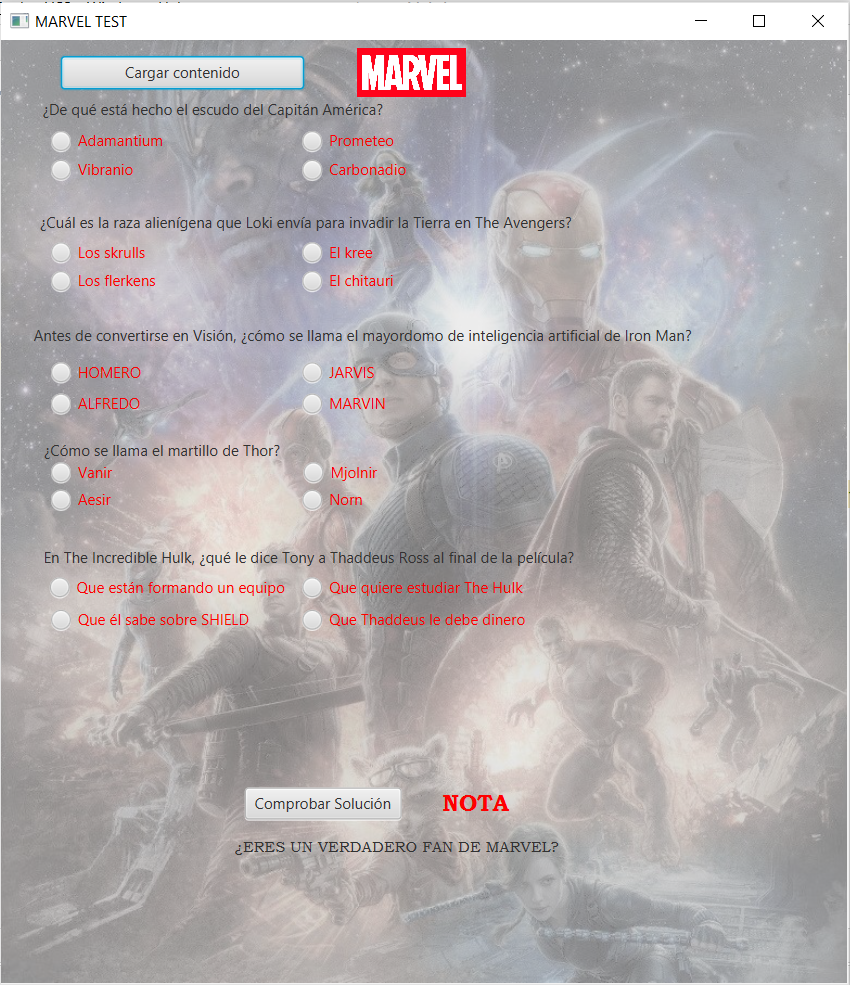 MARVEL TEST
Cargar contenido
MARVEL
¿De qué está hecho el escudo del Capitán América?
Adamantium Prometeo
Vibranio Carbonadio
¿Cuál es la raza alienígena que Loki envía para invadir la Tierra en The Avengers?
Los skrulls El kree
Los flerkens El chitauri
Antes de convertirse en Visión, ¿cómo se llama el mayordomo de inteligencia artificial de Iron Man?
HOMERO JARVIS
ALFREDO MARVIN
¿Cómo se llama el martillo de Thor?
Vanir Mjolnir
Aesir Norn
En The Incredible Hulk, ¿qué le dice Tony a Thaddeus Ross al final de la película?
Que están formando un equipo Que quiere estudiar The Hulk
Que él sabe sobre SHIELD Que Thaddeus le debe dinero
Comprobar Solución NOTA
¿ERES UN VERDADERO FAN DE MARVEL?